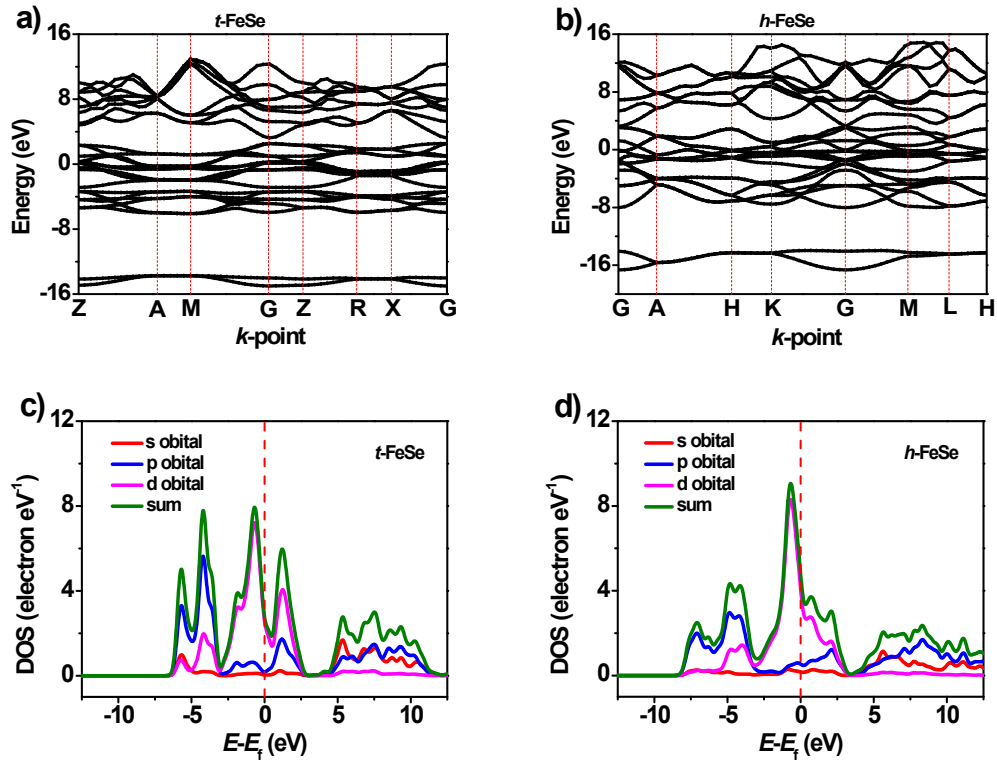 a)
t-FeSe
16
8
0
-8
-16
Energy (eV)
Z A M G Z R X G
k-point
b)
h-FeSe
16
8
0
-8
-16
Energy (eV)
G A H K G M L H
k-point
c)
12
8
4
0
DOS (electron eV⁻¹)
s obital
p obital
d obital
sum
t-FeSe
-10 -5 0 5 10
E-Ef (eV)
d)
12
8
4
0
DOS (electron eV⁻¹)
s obital
p obital
d obital
sum
h-FeSe
-10 -5 0 5 10
E-Ef (eV)